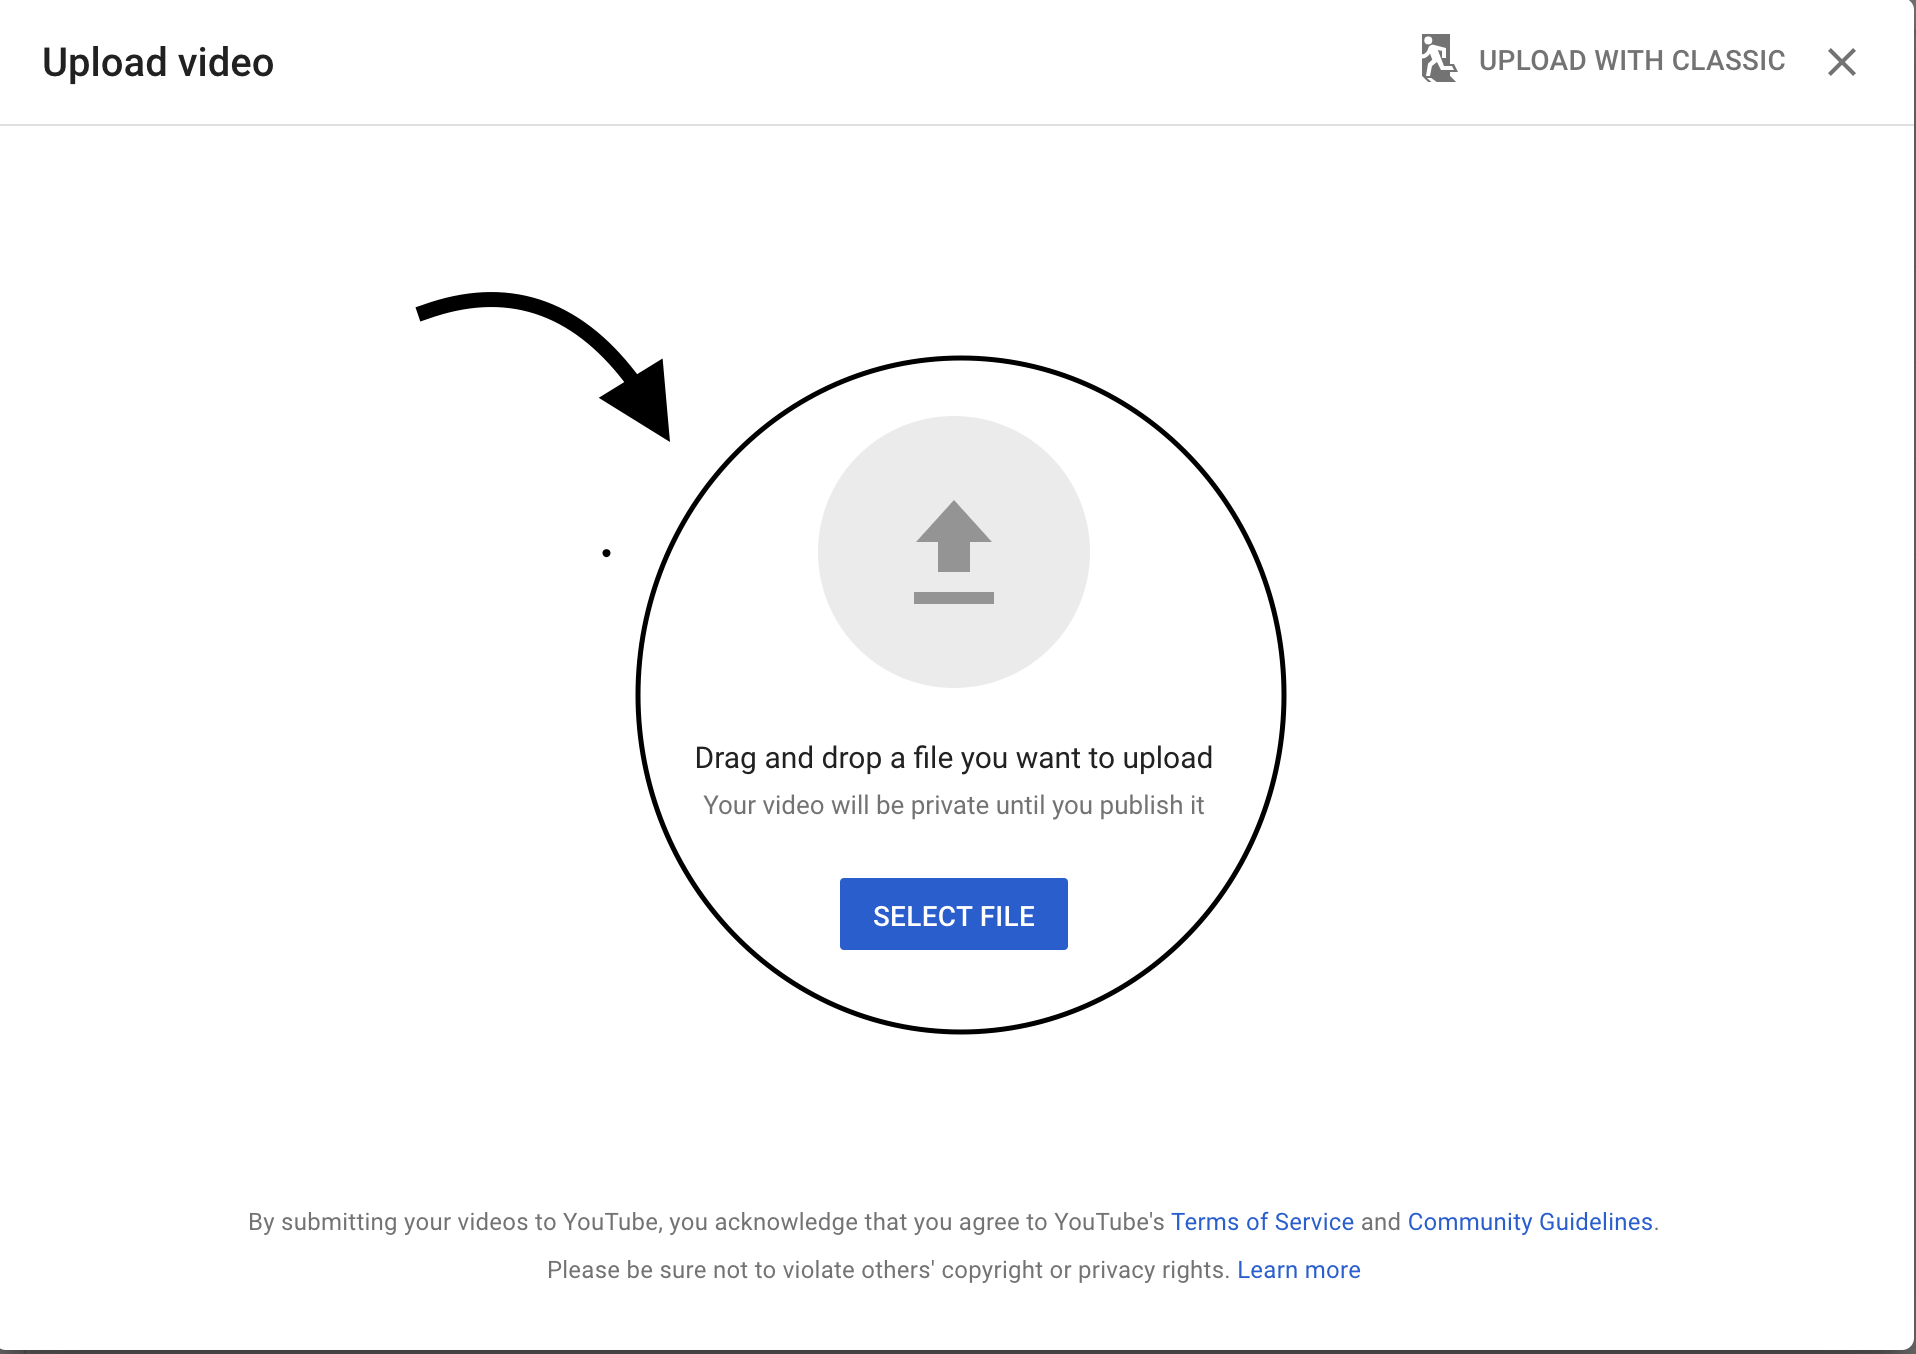 Upload video
UPLOAD WITH CLASSIC
Drag and drop a file you want to upload
Your video will be private until you publish it
SELECT FILE
By submitting your videos to YouTube, you acknowledge that you agree to YouTube's Terms of Service and Community Guidelines.
Please be sure not to violate others' copyright or privacy rights. Learn more